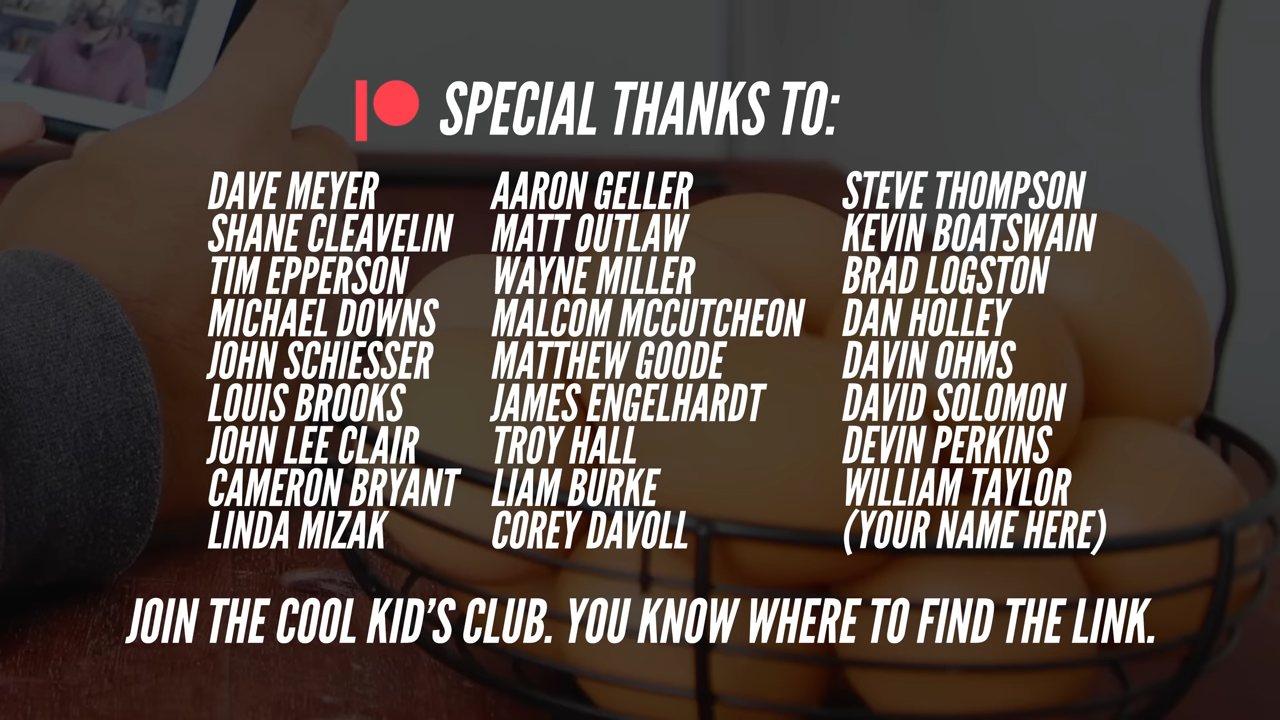 SPECIAL THANKS TO:
DAVE MEYER
SHANE CLEAVELIN
TIM EPPERSON
MICHAEL DOWNS
JOHN SCHIESSER
LOUIS BROOKS
JOHN LEE CLAIR
CAMERON BRYANT
LINDA MIZAK
AARON GELLER
MATT OUTLAW
WAYNE MILLER
MALCOM MCCUTCHEON
MATTHEW GOODE
JAMES ENGELHARDT
TROY HALL
LIAM BURKE
COREY DAVOLL
STEVE THOMPSON
KEVIN BOATSWAIN
BRAD LOGSTON
DAN HOLLEY
DAVIN OHMS
DAVID SOLOMON
DEVIN PERKINS
WILLIAM TAYLOR
(YOUR NAME HERE)
JOIN THE COOL KID’S CLUB. YOU KNOW WHERE TO FIND THE LINK.